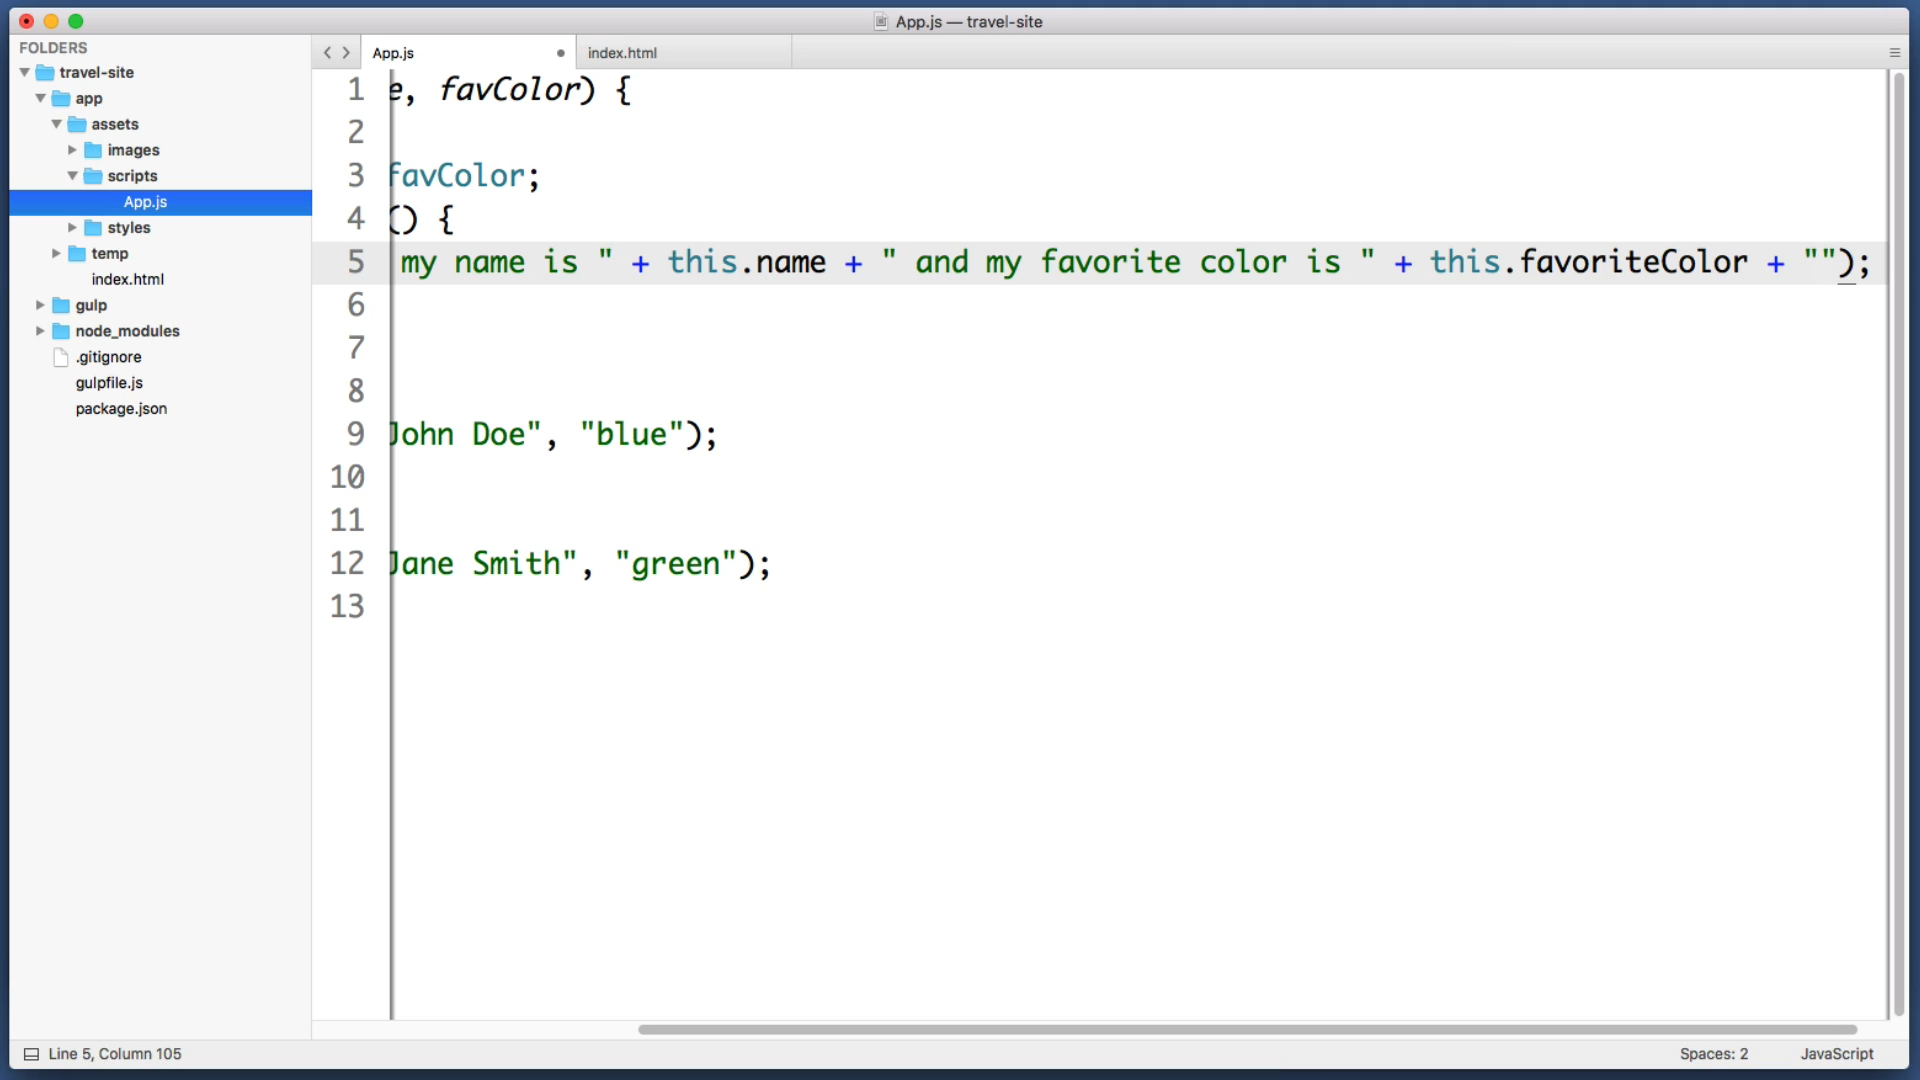 App.js — travel-site
FOLDERS
travel-site
app
assets
images
scripts
App.js
styles
temp
index.html
gulp
node_modules
.gitignore
gulpfile.js
package.json
App.js
index.html
1 e, favColor) {
2
3 favColor;
4 () {
5 my name is " + this.name + " and my favorite color is " + this.favoriteColor + "");
6
7
8
9 John Doe", "blue");
10
11
12 Jane Smith", "green");
13
Line 5, Column 105
Spaces: 2
JavaScript